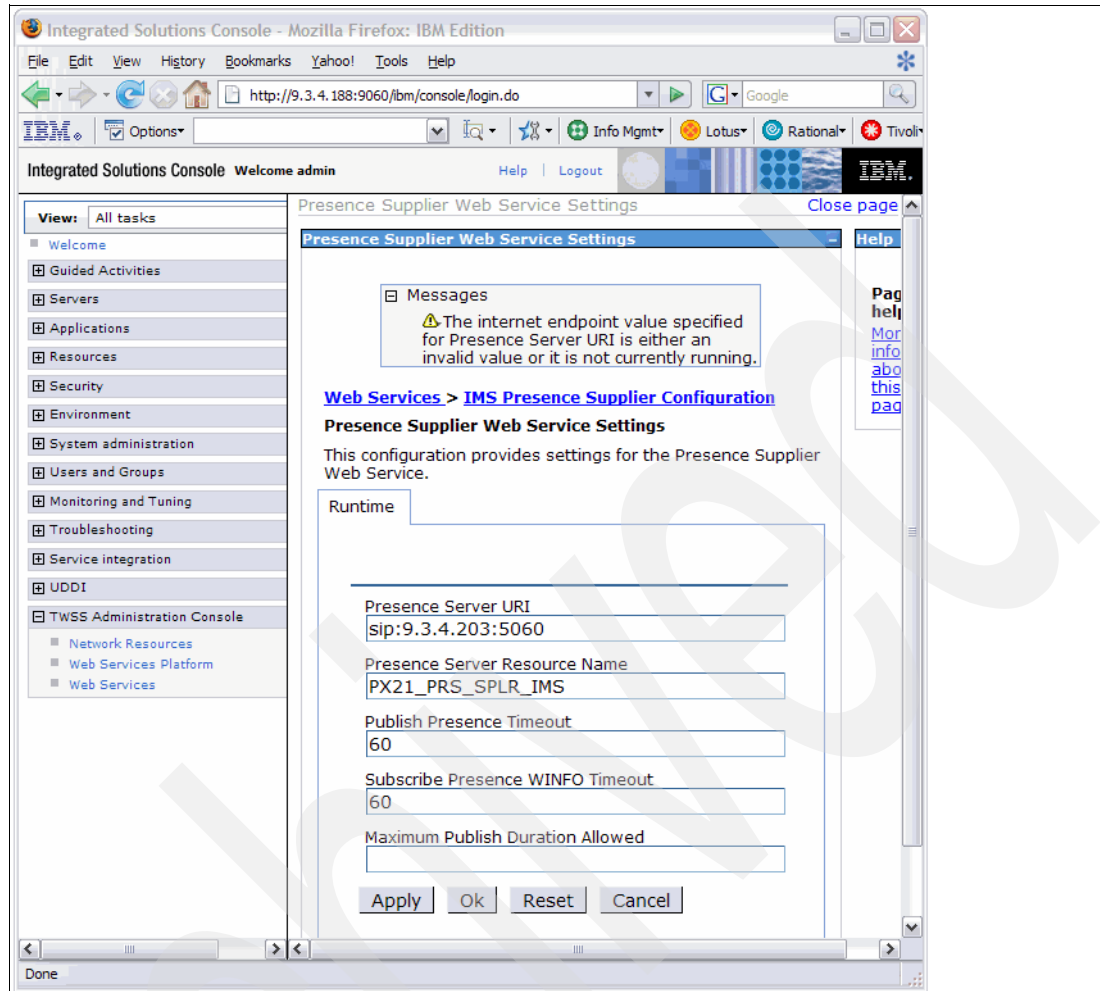 Integrated Solutions Console - Mozilla Firefox: IBM Edition
File Edit View History Bookmarks Yahoo! Tools Help
http://9.3.4.188:9060/ibm/console/login.do G Google
IBM Options Info Mgmt Lotus Rational Tivoli
Integrated Solutions Console Welcome admin Help | Logout IBM.
View: All tasks
Welcome
Guided Activities
Servers
Applications
Resources
Security
Environment
System administration
Users and Groups
Monitoring and Tuning
Troubleshooting
Service integration
UDDI
TWSS Administration Console
Network Resources
Web Services Platform
Web Services
Presence Supplier Web Service Settings Close page
Presence Supplier Web Service Settings
Messages
The internet endpoint value specified
for Presence Server URI is either an
invalid value or it is not currently running.
Web Services > IMS Presence Supplier Configuration
Presence Supplier Web Service Settings
This configuration provides settings for the Presence Supplier
Web Service.
Runtime
Presence Server URI
sip:9.3.4.203:5060
Presence Server Resource Name
PX21_PRS_SPLR_IMS
Publish Presence Timeout
60
Subscribe Presence WINFO Timeout
60
Maximum Publish Duration Allowed
Apply Ok Reset Cancel
Help
Pag
help
Mor
info
abo
this
pag
Done